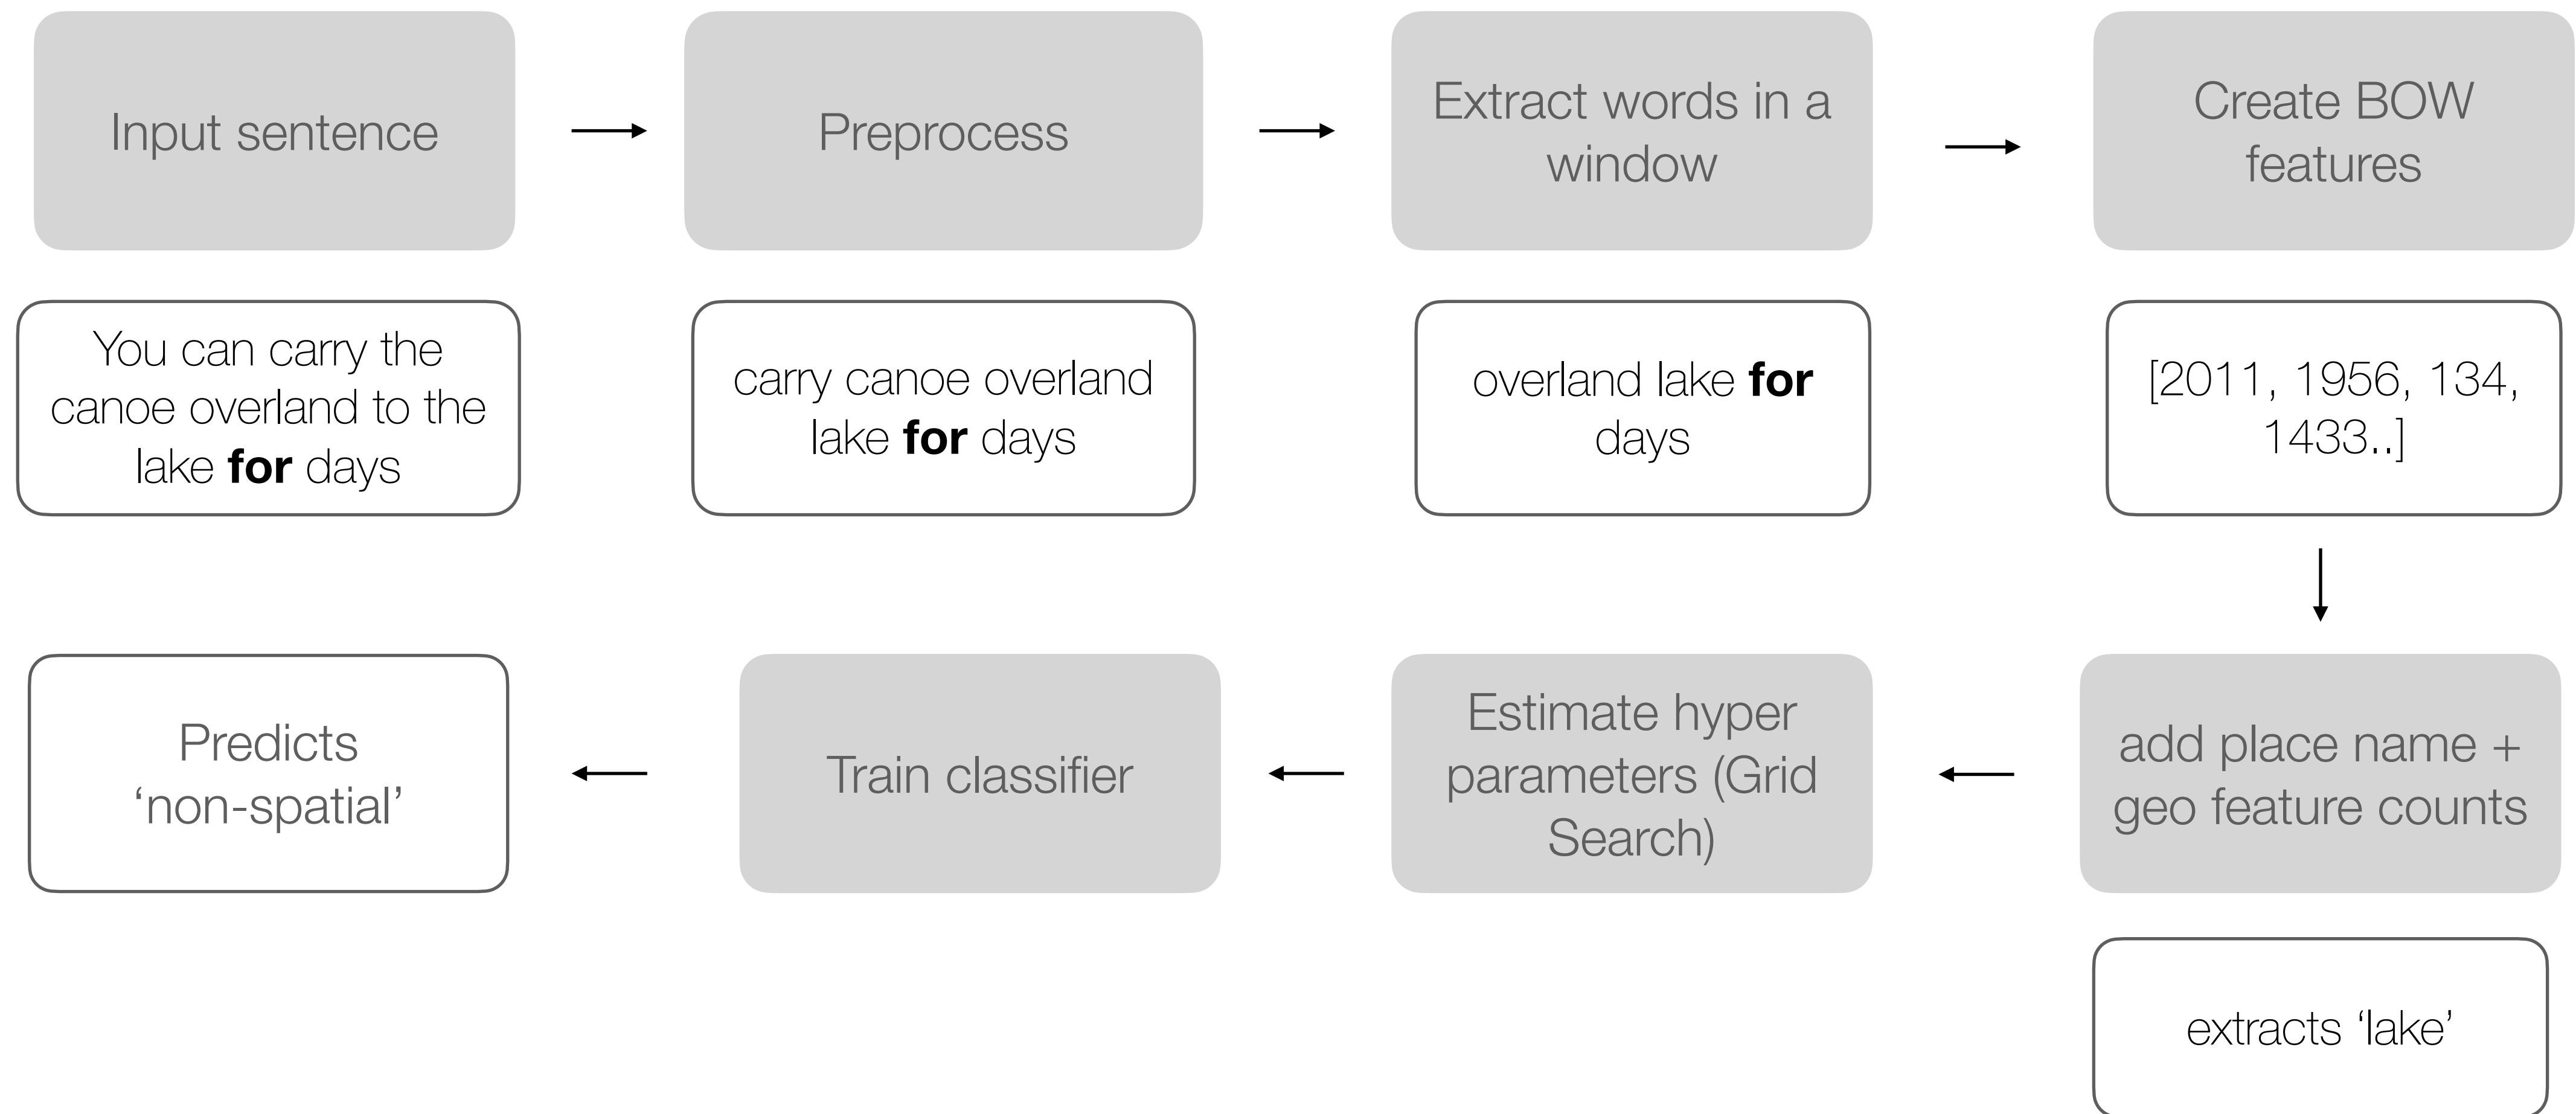 Input sentence
Preprocess
Extract words in a
window
Create BOW
features
You can carry the
canoe overland to the
lake for days
carry canoe overland
lake for days
overland lake for
days
[2011, 1956, 134,
1433..]
add place name +
geo feature counts
extracts ‘lake’
Estimate hyper
parameters (Grid
Search)
Train classifier
Predicts
‘non-spatial’